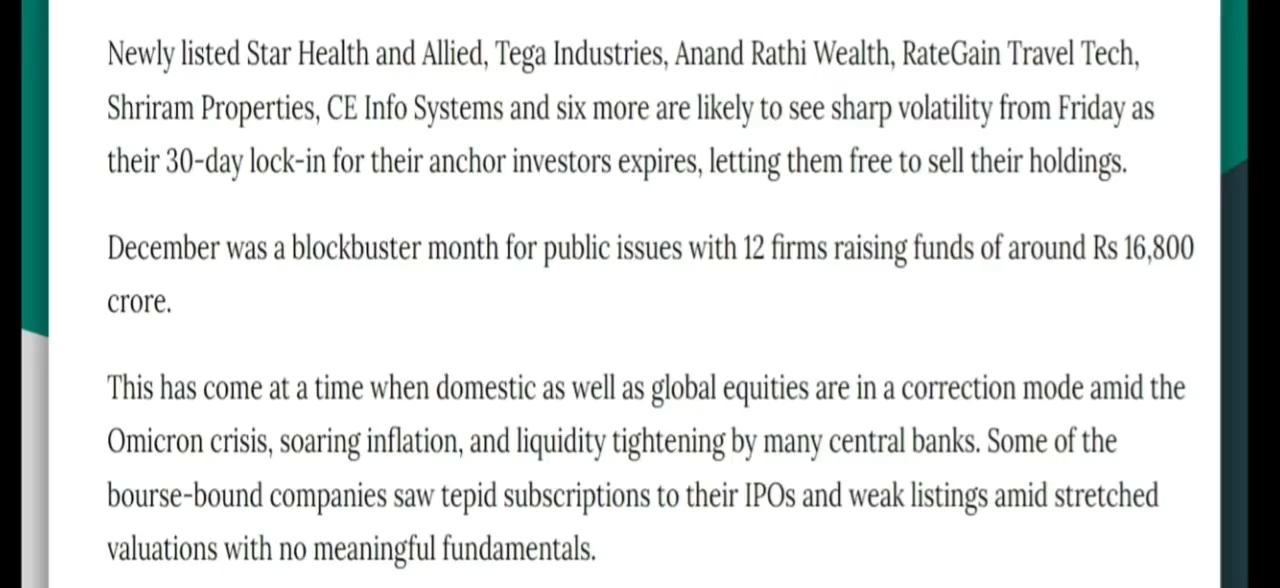 Newly listed Star Health and Allied, Tega Industries, Anand Rathi Wealth, RateGain Travel Tech,
Shriram Properties, CE Info Systems and six more are likely to see sharp volatility from Friday as
their 30-day lock-in for their anchor investors expires, letting them free to sell their holdings.
December was a blockbuster month for public issues with 12 firms raising funds of around Rs 16,800
crore.
This has come at a time when domestic as well as global equities are in a correction mode amid the
Omicron crisis, soaring inflation, and liquidity tightening by many central banks. Some of the
bourse-bound companies saw tepid subscriptions to their IPOs and weak listings amid stretched
valuations with no meaningful fundamentals.